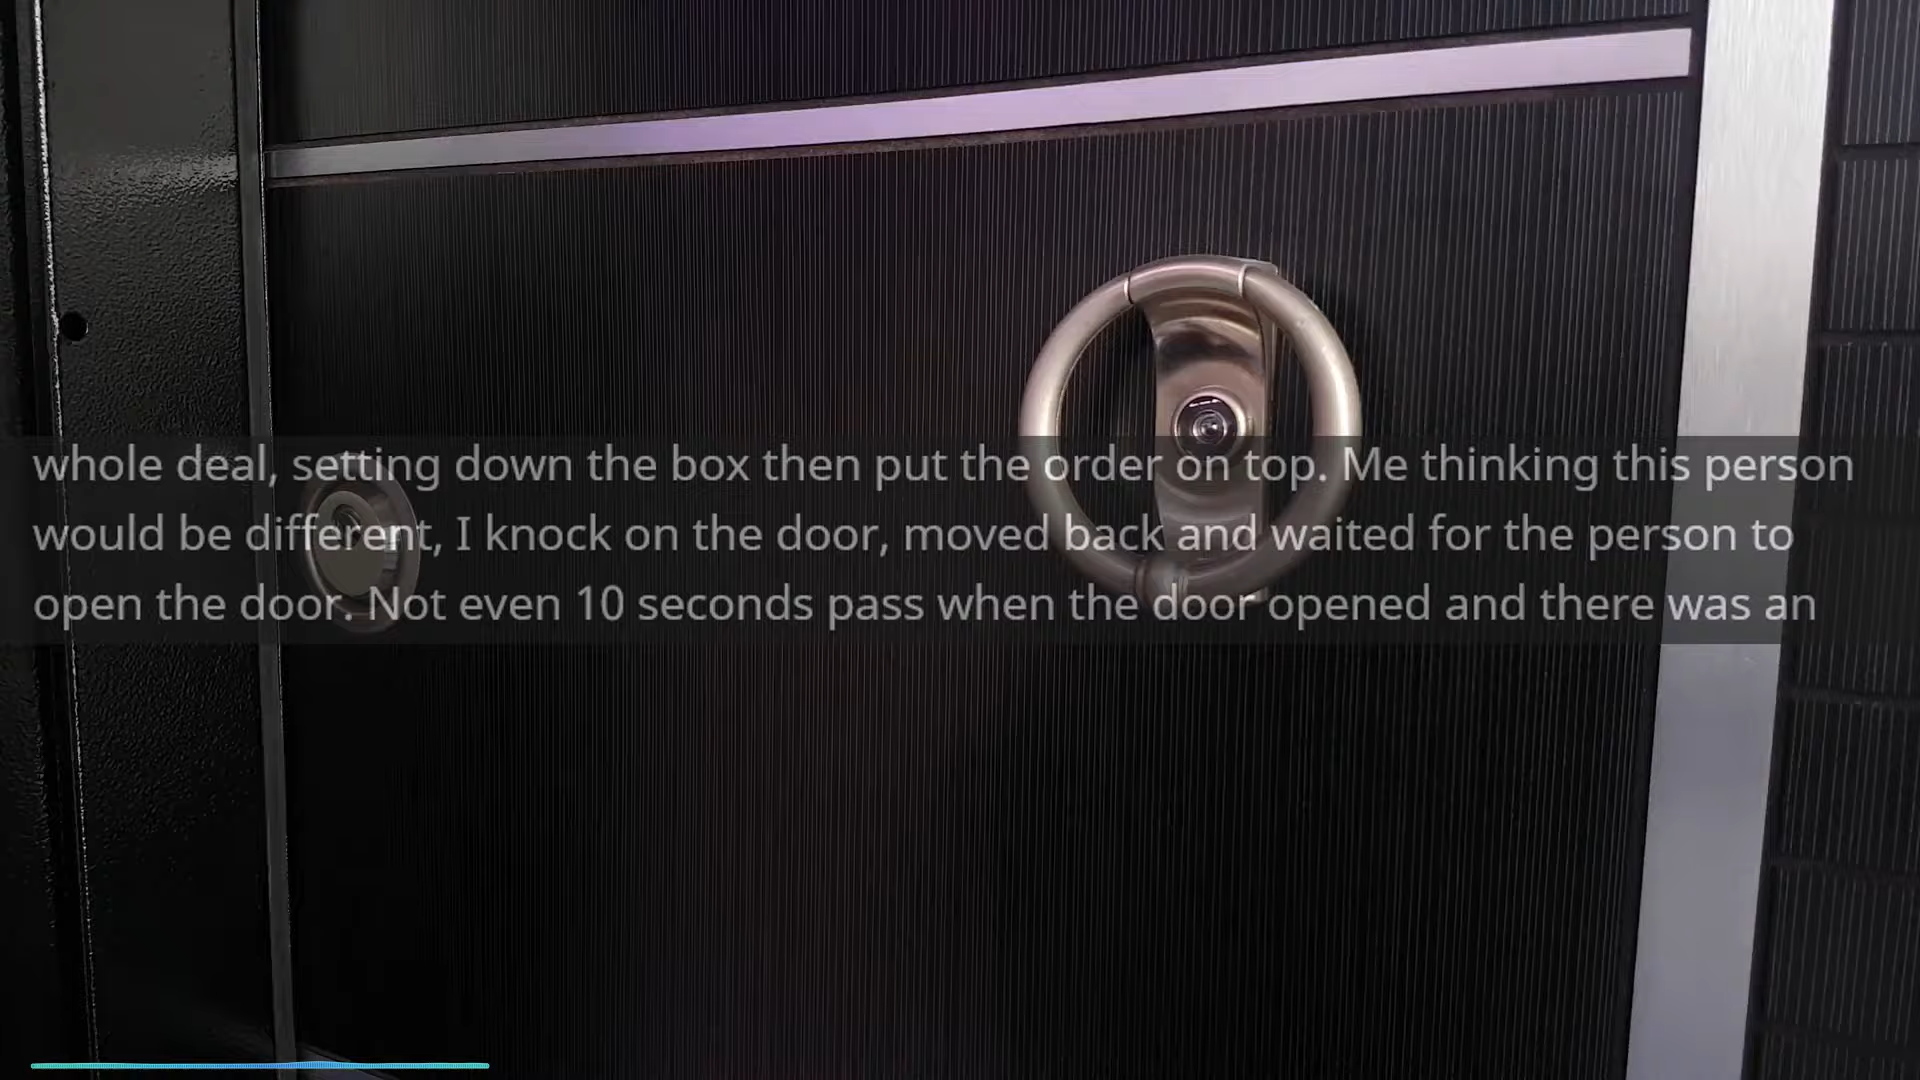 whole deal, setting down the box then put the order on top. Me thinking this person
would be different, I knock on the door, moved back and waited for the person to
open the door. Not even 10 seconds pass when the door opened and there was an